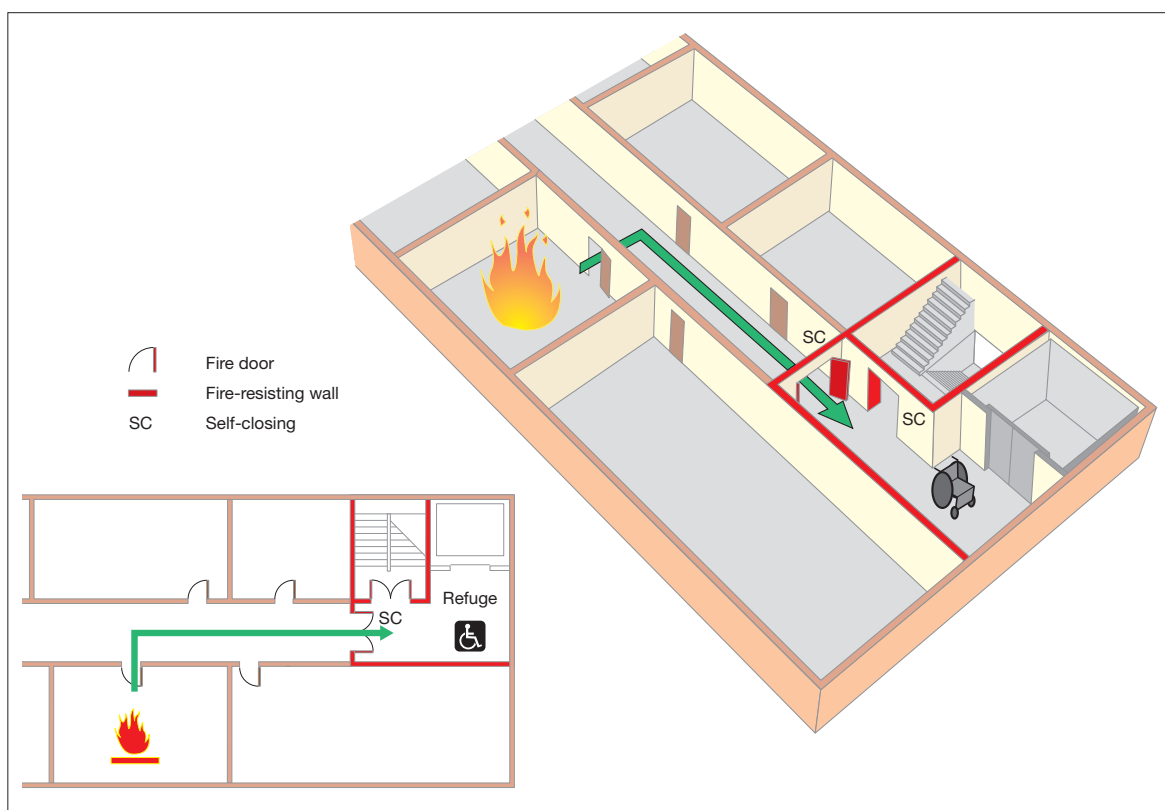 SC
SC
Fire door
Fire-resisting wall
SC Self-closing
Refuge
SC